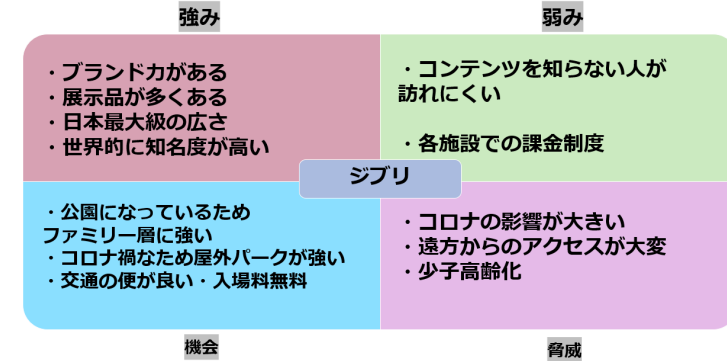 強み
弱み
・ブランド力がある
・展示品が多くある
・日本最大級の広さ
・世界的に知名度が高い
・コンテンツを知らない人が
訪れにくい
・各施設での課金制度
ジブリ
・公園になっているため
ファミリー層に強い
・コロナ禍なため屋外パークが強い
・交通の便が良い・入場料無料
・コロナの影響が大きい
・遠方からのアクセスが大変
・少子高齢化
機会
脅威